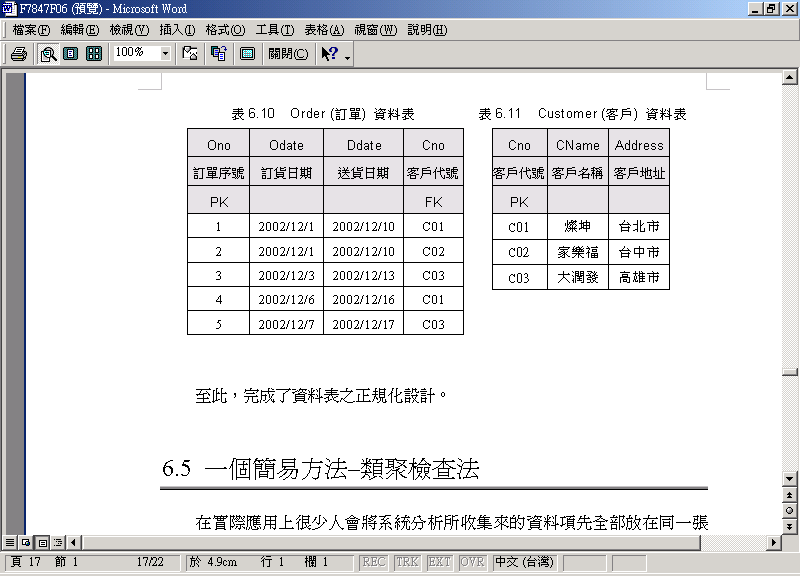 F7847F06 (預覽) - Microsoft Word
檔案(F) 編輯(E) 檢視(V) 插入(I) 格式(O) 工具(T) 表格(A) 視窗(W) 說明(H)
100% 關閉(C)
表 6.10 Order (訂單) 資料表
Ono Odate Ddate Cno
訂單序號 訂貨日期 送貨日期 客戶代號
PK FK
1 2002/12/1 2002/12/10 C01
2 2002/12/1 2002/12/10 C02
3 2002/12/3 2002/12/13 C03
4 2002/12/6 2002/12/16 C01
5 2002/12/7 2002/12/17 C03
表 6.11 Customer (客戶) 資料表
Cno CName Address
客戶代號 客戶名稱 客戶地址
PK
C01 燦坤 台北市
C02 家樂福 台中市
C03 大潤發 高雄市
至此，完成了資料表之正規化設計。
6.5 一個簡易方法–類聚檢查法
在實際應用上很少人會將系統分析所收集來的資料項先全部放在同一張
頁 17 節 1 17/22 於 4.9cm 行 1 欄 1 REC TRK EXT OVR 中文 (台灣)